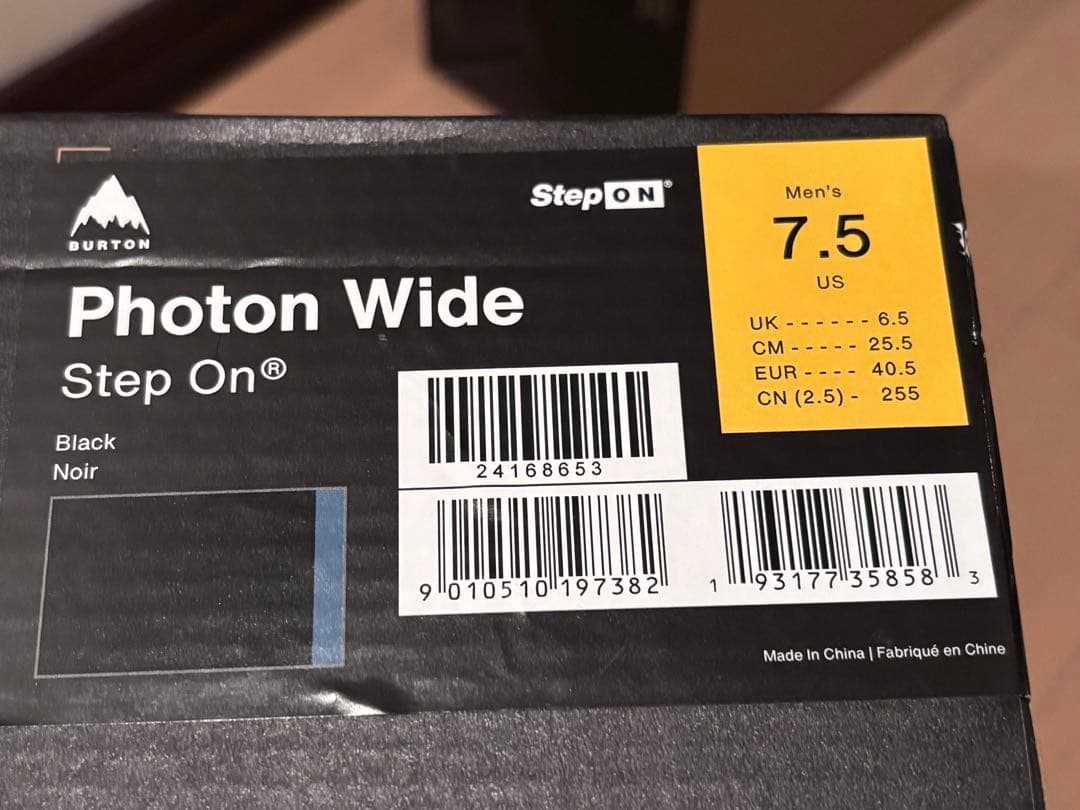 BURTON
StepON®
Photon Wide
Step On®
Black
Noir
Men's
7.5
US
UK - - - - - - 6.5
CM - - - - - 25.5
EUR - - - - 40.5
CN (2.5) - 255
24168653
9 010510 197382
1 93177 35858 3
Made In China | Fabriqué en Chine